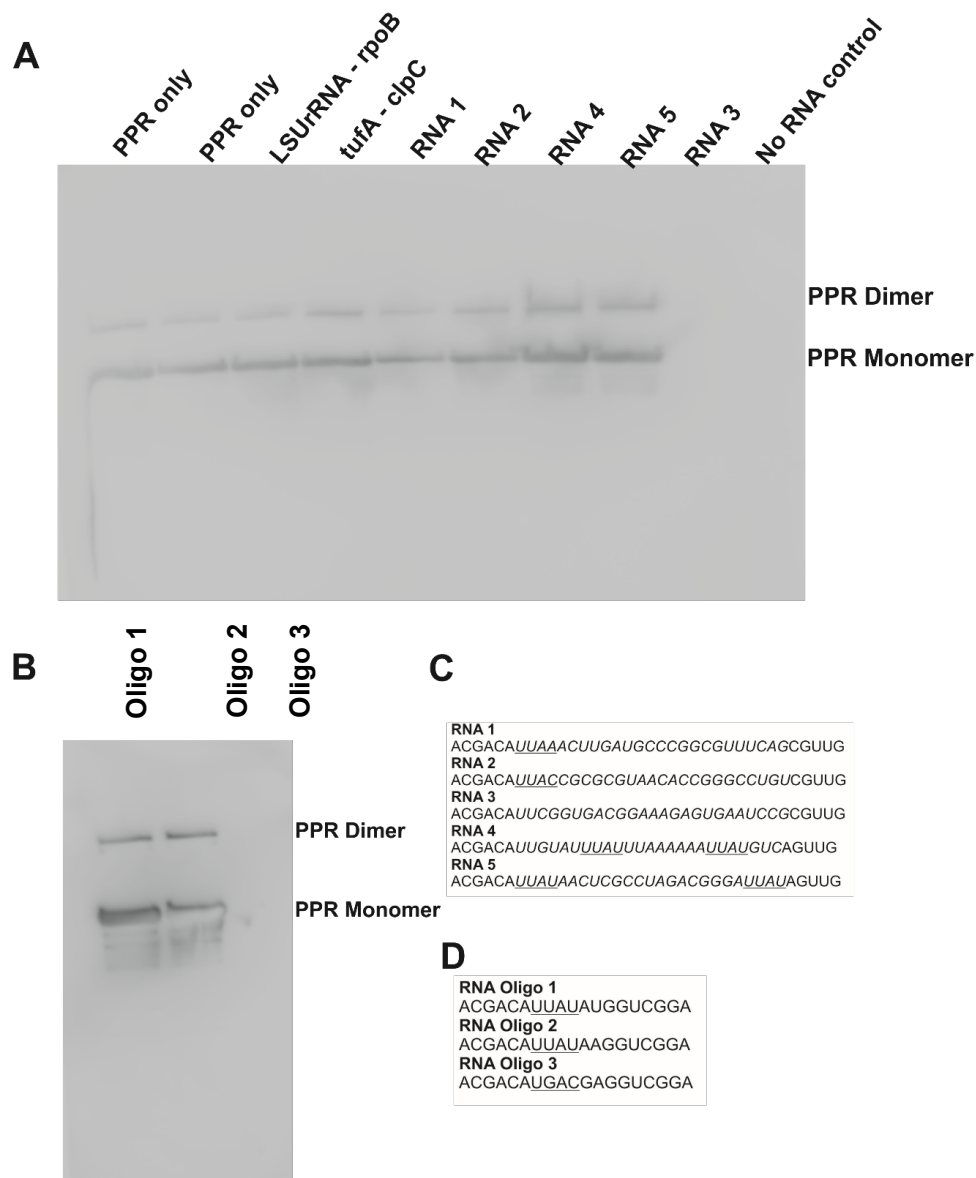 A
PPR only
PPR only
LSUrRNA - rpoB
tufA - clpC
RNA 1
RNA 2
RNA 4
RNA 5
RNA 3
No RNA control
PPR Dimer
PPR Monomer
B
Oligo 1
Oligo 2
Oligo 3
PPR Dimer
PPR Monomer
C
RNA 1
ACGACAUUAAACUUGAUGCCCGGCGUUUCAGCGUUG
RNA 2
ACGACAUUACCGCGCGUAACACCGGGCCUGUCGUUG
RNA 3
ACGACAUUCGGUGACGGAAAGAGUGAAUCCGCGUUG
RNA 4
ACGACAUUGUAUUUAUUUAAAAAAUUAUGUCAGUUG
RNA 5
ACGACAUUAUAACUCGCCUAGACGGGAUUAUAGUUG
D
RNA Oligo 1
ACGACAUUAUAUGGUCGGA
RNA Oligo 2
ACGACAUUAUAAGGUCGGA
RNA Oligo 3
ACGACAUGACGAGGUCGGA